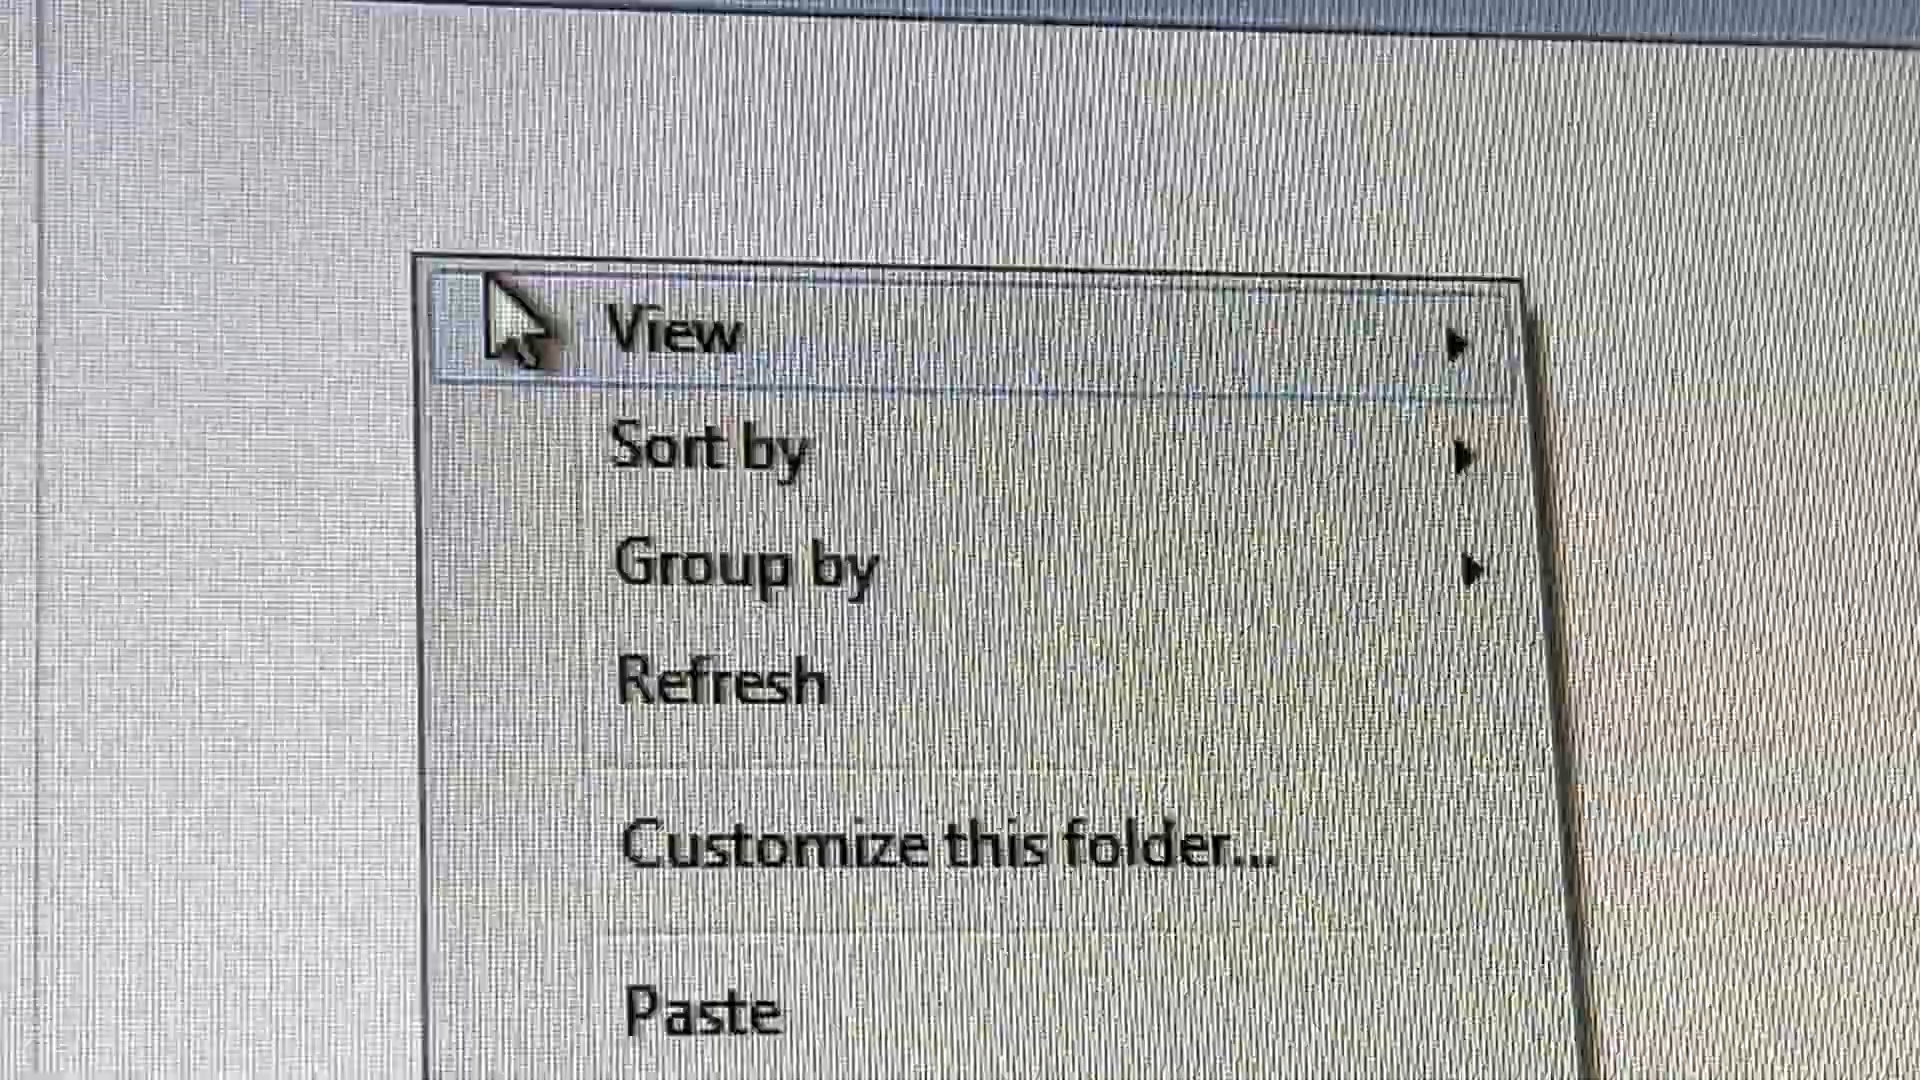 View
Sort by
Group by
Refresh
Customize this folder...
Paste